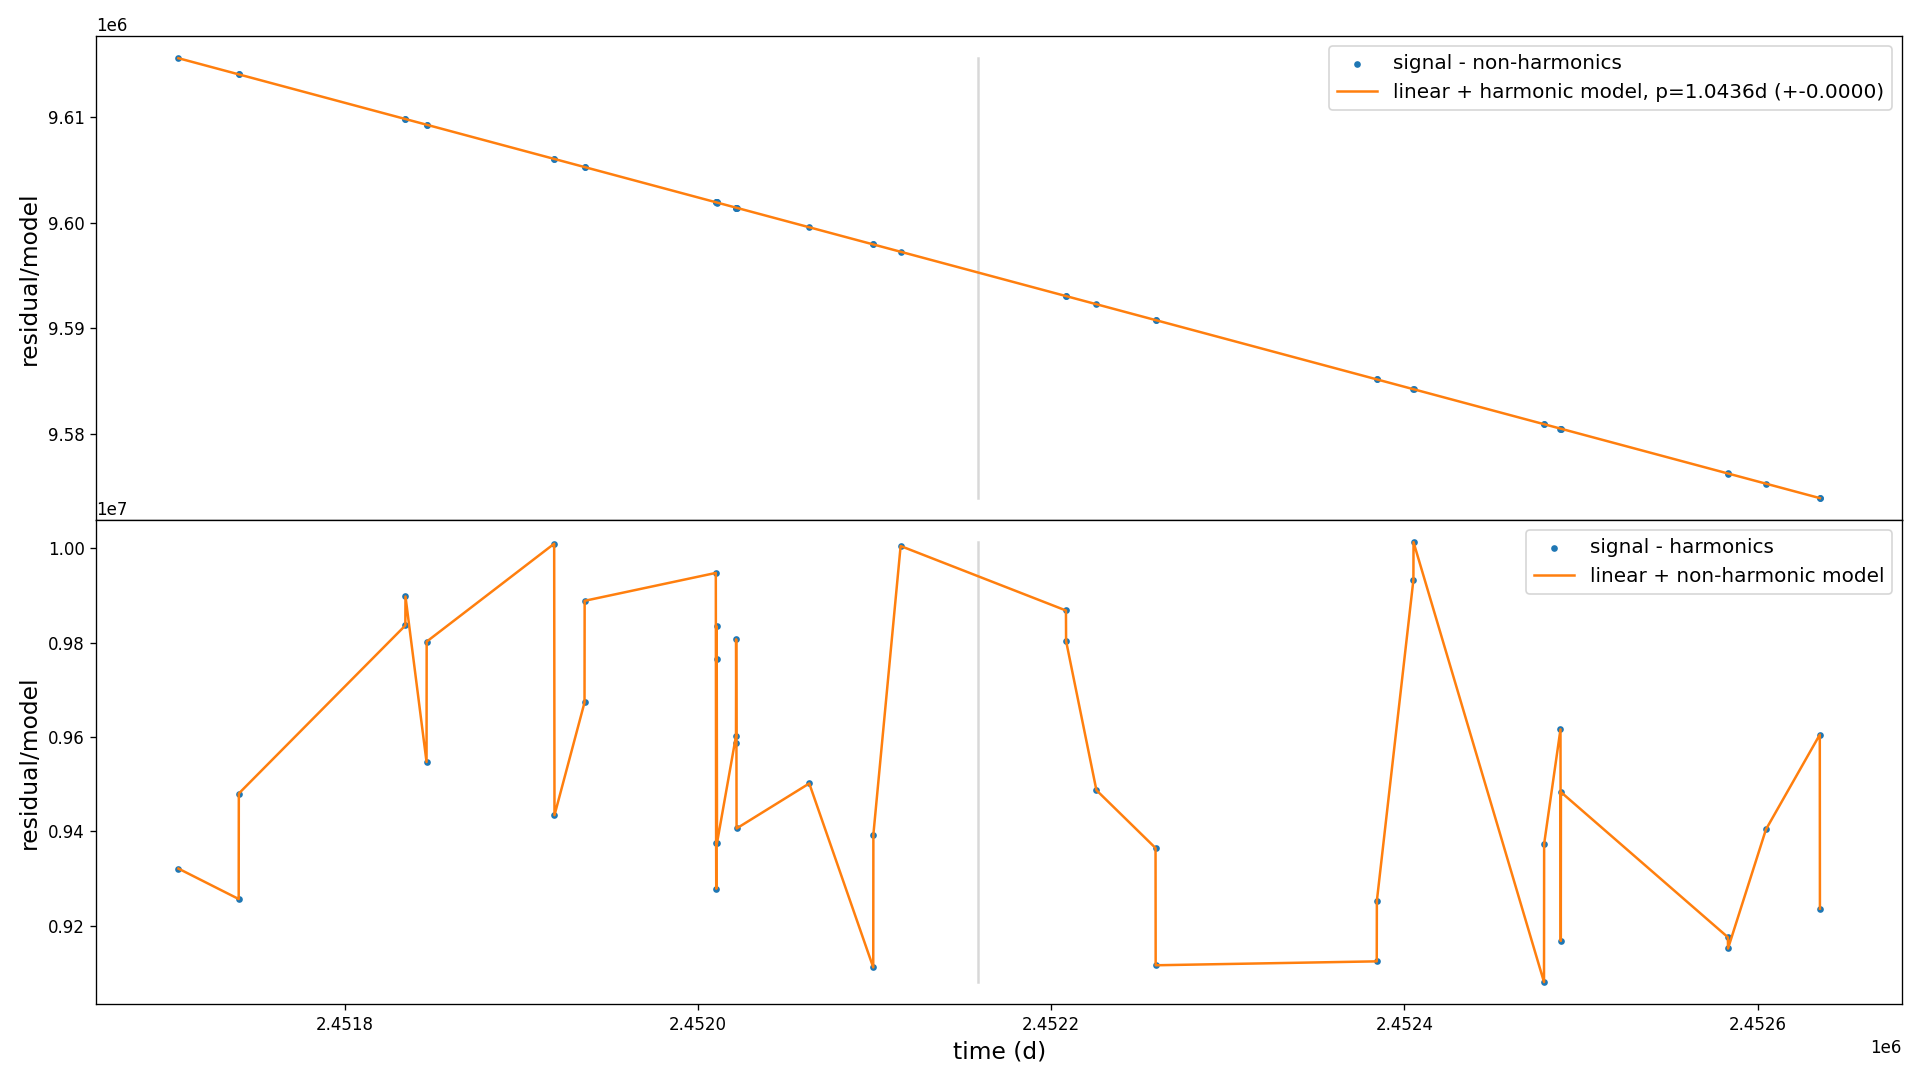 1e6
signal - non-harmonics
linear + harmonic model, p=1.0436d (+-0.0000)
9.61
9.60
9.59
9.58
residual/model
1e7
signal - harmonics
linear + non-harmonic model
1.00
0.98
0.96
0.94
0.92
residual/model
2.4518
2.4520
2.4522
2.4524
2.4526
time (d)
1e6